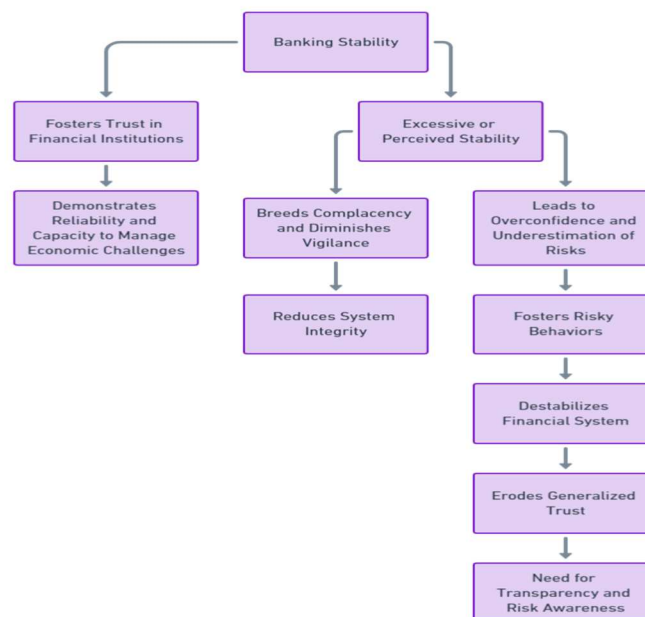 Banking Stability
Fosters Trust in
Financial Institutions
Excessive or
Perceived Stability
Demonstrates
Reliability and
Capacity to Manage
Economic Challenges
Breeds Complacency
and Diminishes
Vigilance
Leads to
Overconfidence and
Underestimation of
Risks
Reduces System
Integrity
Fosters Risky
Behaviors
Destabilizes
Financial System
Erodes Generalized
Trust
Need for
Transparency and
Risk Awareness